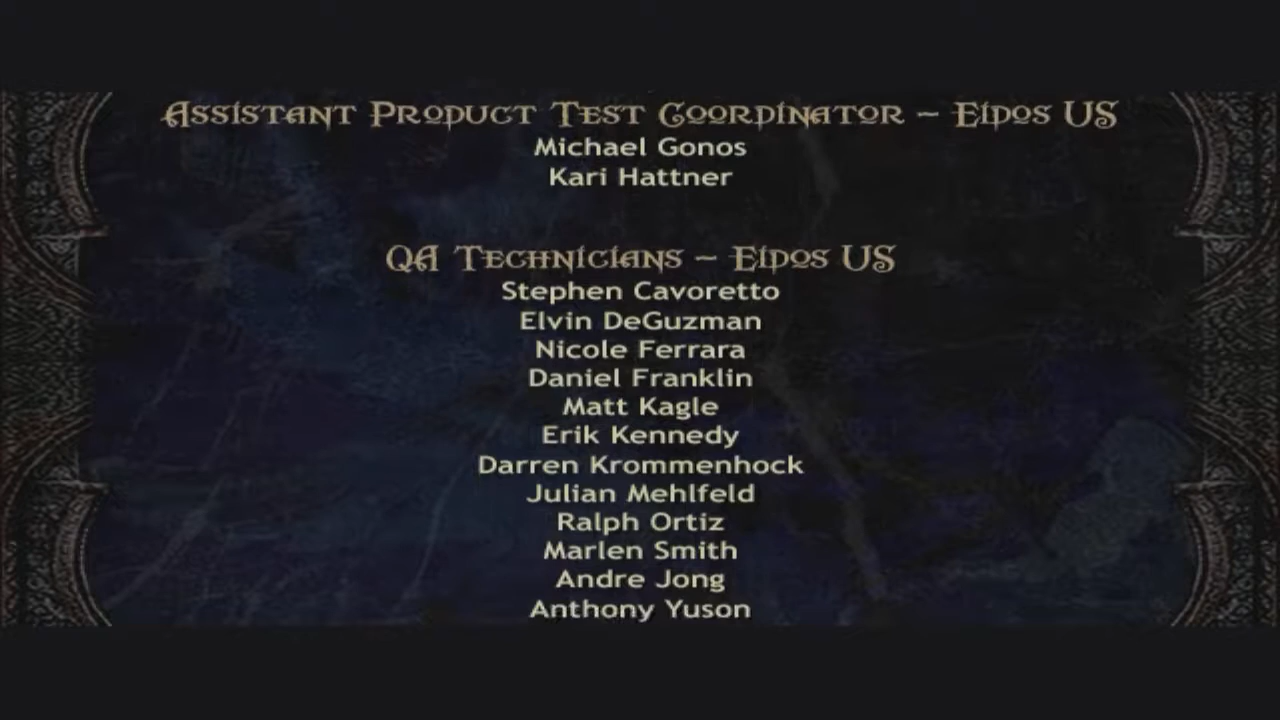 Assistant Product Test Coordinator – Eidos US
Michael Gonos
Kari Hattner
QA Technicians – Eidos US
Stephen Cavoretto
Elvin DeGuzman
Nicole Ferrara
Daniel Franklin
Matt Kagle
Erik Kennedy
Darren Krommenhock
Julian Mehlfeld
Ralph Ortiz
Marlen Smith
Andre Jong
Anthony Yuson